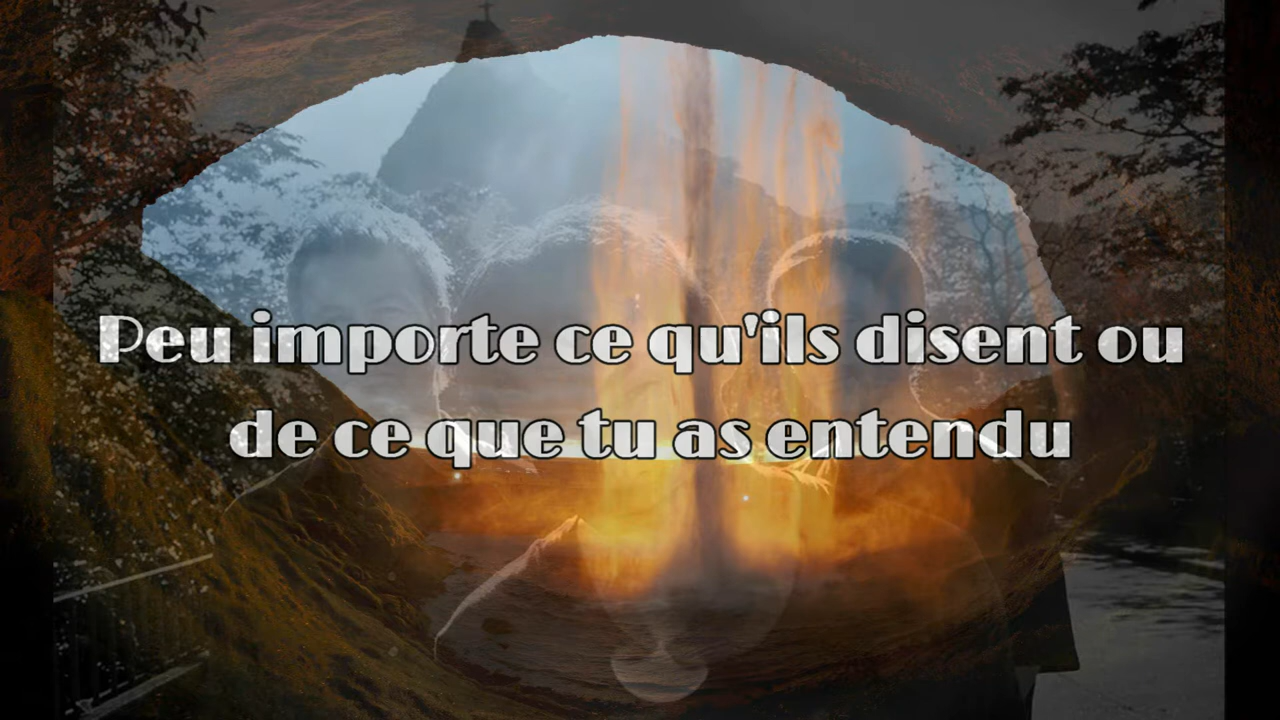 Peu importe ce qu'ils disent ou
de ce que tu as entendu